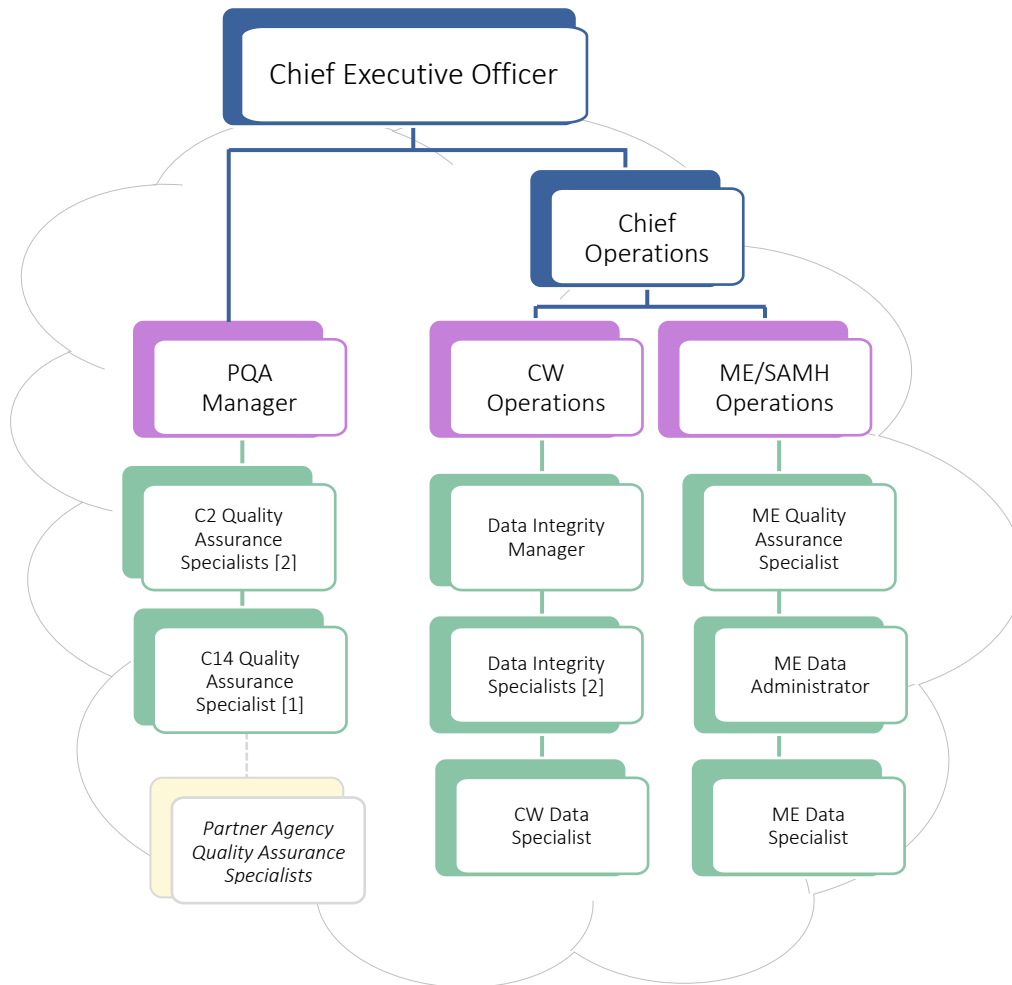 Chief Executive Officer
Chief
Operations
PQA
Manager
CW
Operations
ME/SAMH
Operations
C2 Quality
Assurance
Specialists [2]
Data Integrity
Manager
ME Quality
Assurance
Specialist
C14 Quality
Assurance
Specialist [1]
Data Integrity
Specialists [2]
ME Data
Administrator
Partner Agency
Quality Assurance
Specialists
CW Data
Specialist
ME Data
Specialist